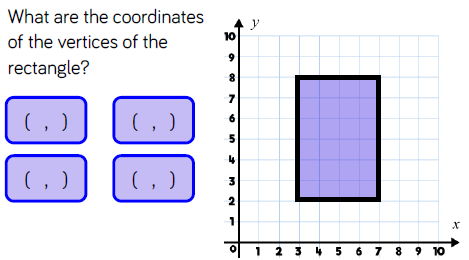 What are the coordinates
of the vertices of the
rectangle?
( , ) ( , )
( , ) ( , )
y
10
9
8
7
6
5
4
3
2
1
x
0 1 2 3 4 5 6 7 8 9 10